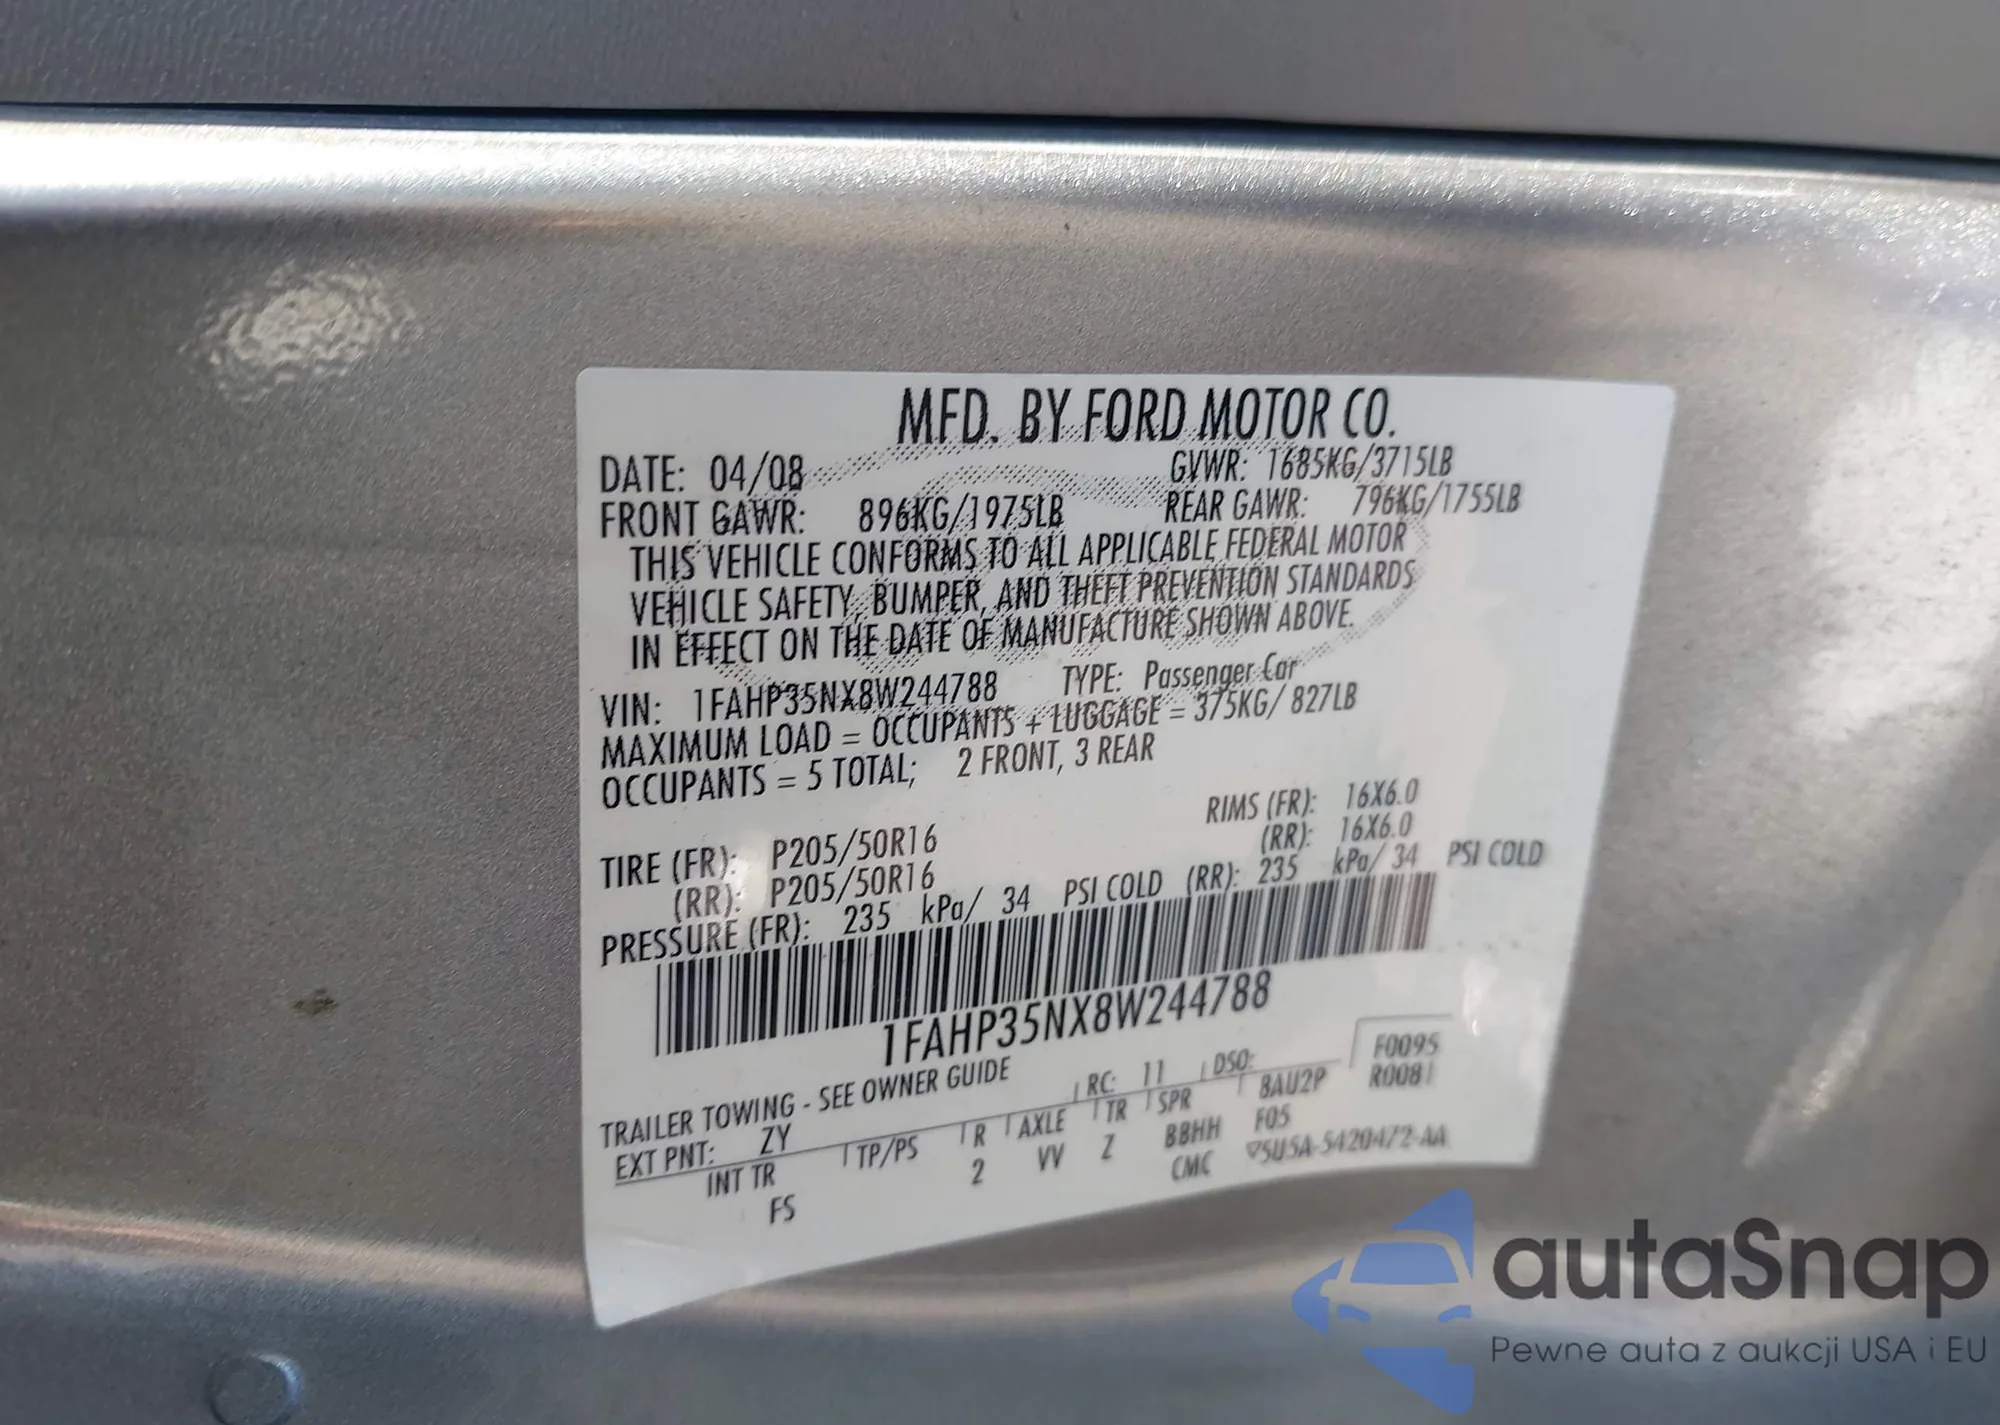 MFD. BY FORD MOTOR CO.
DATE: 04/08 GVWR: 1685KG/3715LB
FRONT GAWR: 896KG/1975LB REAR GAWR: 796KG/1755LB
THIS VEHICLE CONFORMS TO ALL APPLICABLE FEDERAL MOTOR
VEHICLE SAFETY, BUMPER, AND THEFT PREVENTION STANDARDS
IN EFFECT ON THE DATE OF MANUFACTURE SHOWN ABOVE.
VIN: 1FAHP35NX8W244788 TYPE: Passenger Car
MAXIMUM LOAD = OCCUPANTS + LUGGAGE = 375KG/ 827LB
OCCUPANTS = 5 TOTAL; 2 FRONT, 3 REAR
RIMS (FR): 16X6.0
TIRE (FR): P205/50R16 (RR): 16X6.0
(RR): P205/50R16
PRESSURE (FR): 235 kPa/ 34 PSI COLD (RR): 235 kPa/ 34 PSI COLD
1FAHP35NX8W244788
TRAILER TOWING - SEE OWNER GUIDE
F0095
EXT PNT: ZY RC: 11 DSO: R0081
INT TR TP/PS R AXLE TR SPR 8AU2P
FS 2 VV Z BBHH F05
CMC 5U5A-5420472-AA
autaSnap
Pewne auta z aukcji USA i EU